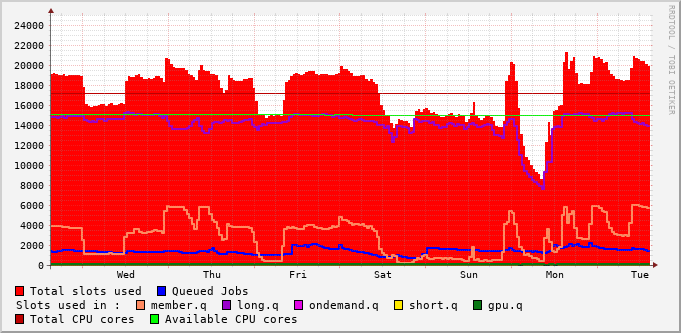 RRDTOOL / TOBI OETIKER
24000
22000
20000
18000
16000
14000
12000
10000
8000
6000
4000
2000
0
Wed Thu Fri Sat Sun Mon Tue
Total slots used Queued Jobs
Slots used in : member.q long.q ondemand.q short.q gpu.q
Total CPU cores Available CPU cores